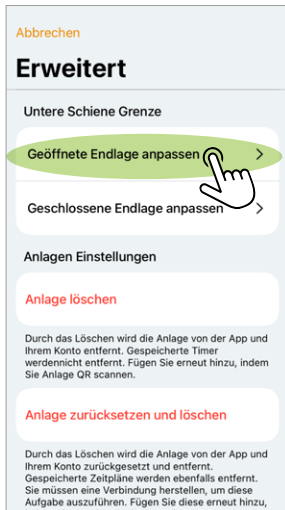 Abbrechen
Erweitert
Untere Schiene Grenze
Geöffnete Endlage anpassen
Geschlossene Endlage anpassen
Anlagen Einstellungen
Anlage löschen
Durch das Löschen wird die Anlage von der App und
Ihrem Konto entfernt. Gespeicherte Timer
werdennicht entfernt. Fügen Sie erneut hinzu, indem
Sie Anlage QR scannen.
Anlage zurücksetzen und löschen
Durch das Löschen wird die Anlage von der App und
Ihrem Konto zurückgesetzt und entfernt.
Gespeicherte Zeitpläne werden ebenfalls entfernt.
Sie müssen eine Verbindung herstellen, um diese
Aufgabe auszuführen. Fügen Sie diese erneut hinzu,